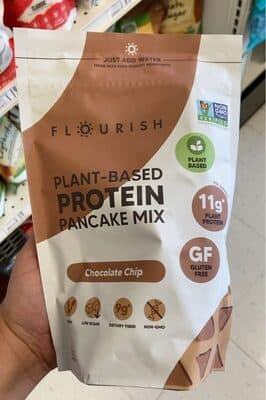 JUST ADD WATER
FLOURISH
NON
GMO
VERIFIED
PLANT
BASED
PLANT-BASED
PROTEIN
PANCAKE MIX
11g*
PLANT
PROTEIN
GF
GLUTEN
FREE
Chocolate Chip
9g
LOW SUGAR
DIETARY FIBER
NON-GMO